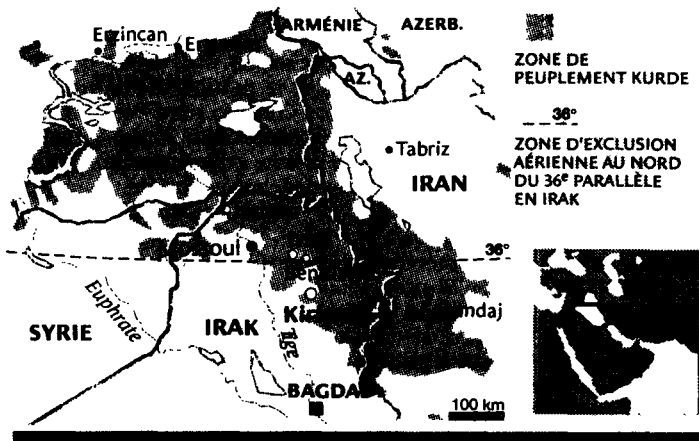 ARMÉNIE
AZERB.
Erzincan
AZ.
ZONE DE
PEUPLEMENT KURDE
36°
ZONE D'EXCLUSION
AÉRIENNE AU NORD
DU 36e PARALLÈLE
EN IRAK
Tabriz
IRAN
36°
Euphrate
SYRIE
IRAK
Tigre
BAGDAD
100 km